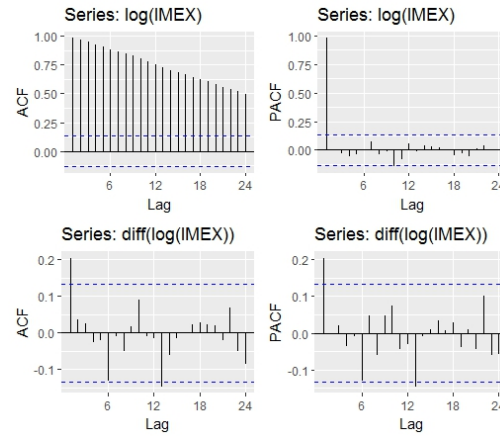 Series: log(IMEX)
1.00
0.75
0.50
0.25
0.00
ACF
6 12 18 24
Lag
Series: log(IMEX)
1.00
0.75
0.50
0.25
0.00
PACF
6 12 18 24
Lag
Series: diff(log(IMEX))
0.2
0.1
0.0
-0.1
ACF
6 12 18 24
Lag
Series: diff(log(IMEX))
0.2
0.1
0.0
-0.1
PACF
6 12 18 24
Lag